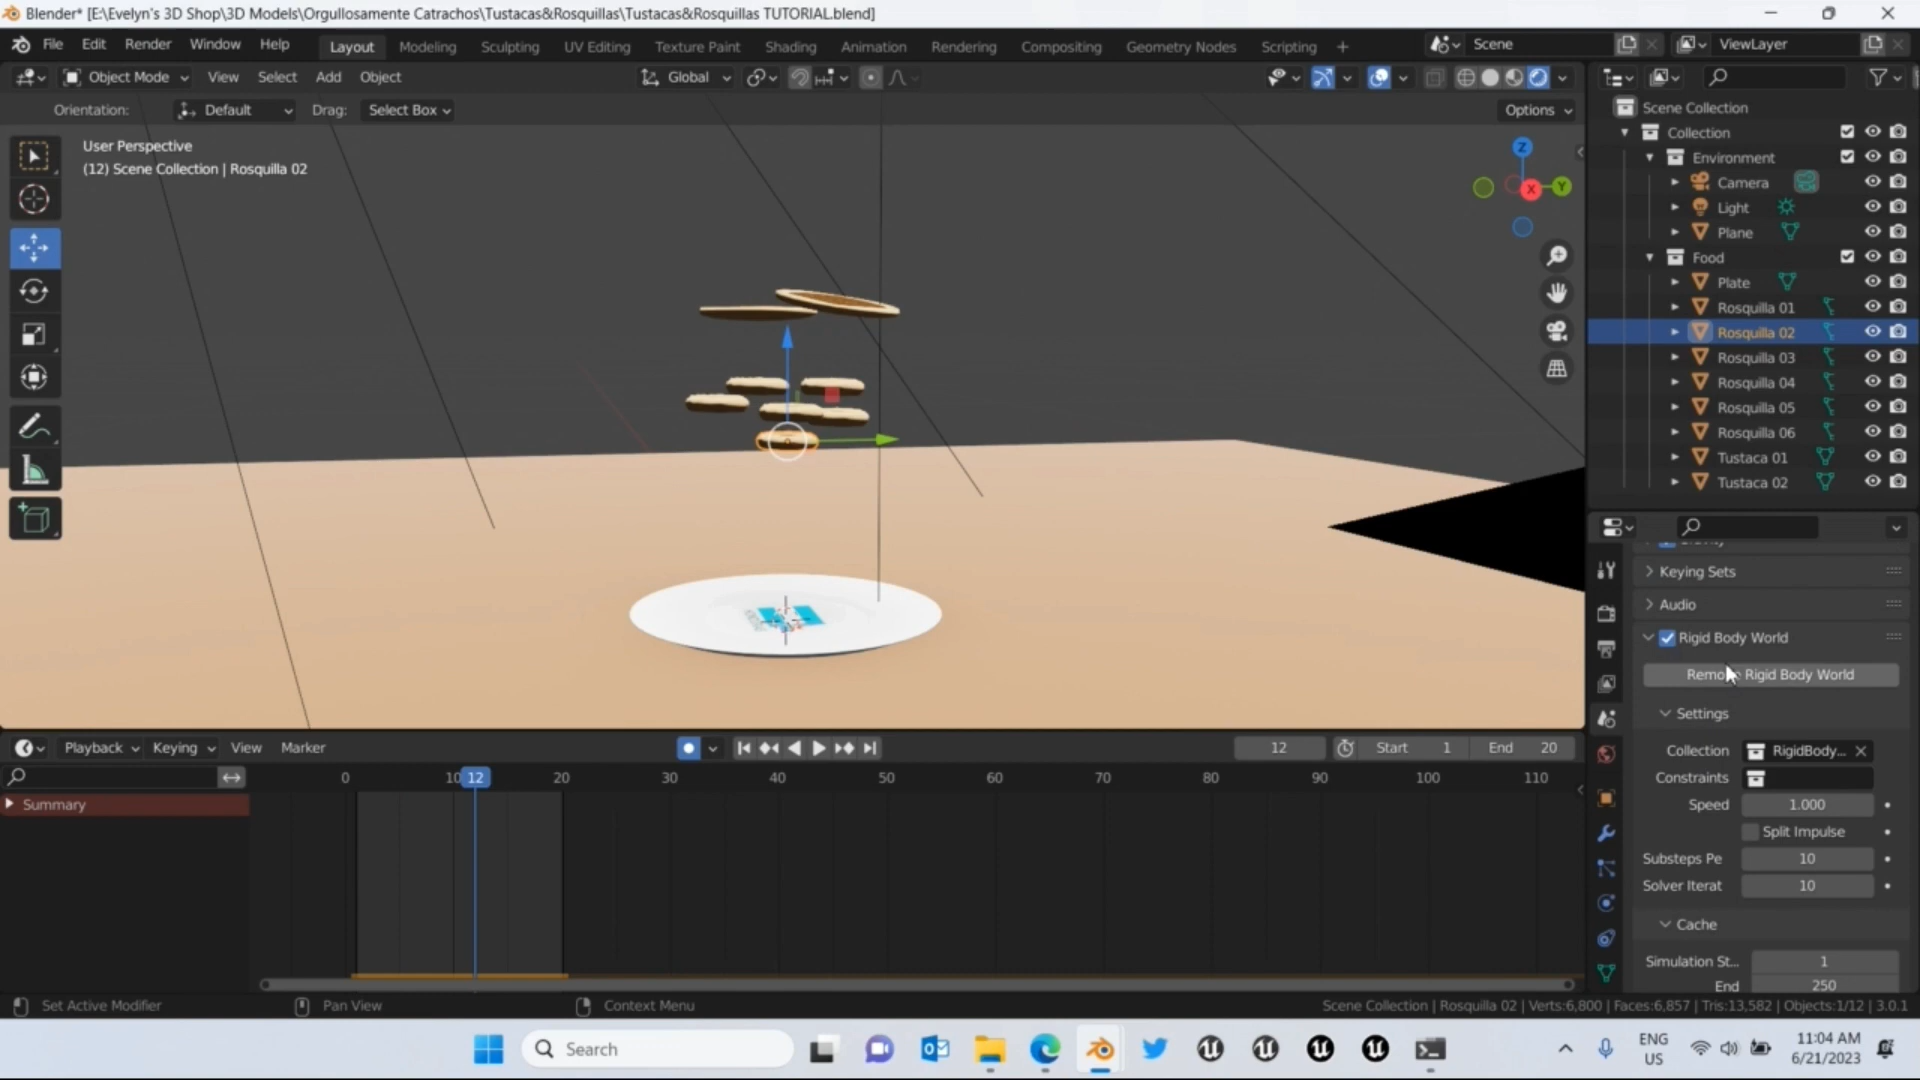 Blender* [E:\Evelyn's 3D Shop\3D Models\Orgullosamente Catrachos\Tustacas&Rosquillas\Tustacas&Rosquillas TUTORIAL.blend]
File Edit Render Window Help Layout Modeling Sculpting UV Editing Texture Paint Shading Animation Rendering Compositing Geometry Nodes Scripting + Scene ViewLayer
Object Mode View Select Add Object Global
Orientation: Default Drag: Select Box Options
User Perspective
(12) Scene Collection | Rosquilla 02
Z
X Y
Scene Collection
Collection
Environment
Camera
Light
Plane
Food
Plate
Rosquilla 01
Rosquilla 02
Rosquilla 03
Rosquilla 04
Rosquilla 05
Rosquilla 06
Tustaca 01
Tustaca 02
Keying Sets
Audio
Rigid Body World
Remo Rigid Body World
Settings
Collection RigidBody...
Constraints
Speed 1.000
Split Impulse
Substeps Pe 10
Solver Iterat 10
Cache
Simulation St... 1
End 250
Playback Keying View Marker 12 Start 1 End 20
0 10 12 20 30 40 50 60 70 80 90 100 110
Summary
Set Active Modifier Pan View Context Menu Scene Collection | Rosquilla 02 | Verts:6,800 | Faces:6,857 | Tris:13,582 | Objects:1/12 | 3.0.1
Search
ENG
US
11:04 AM
6/21/2023